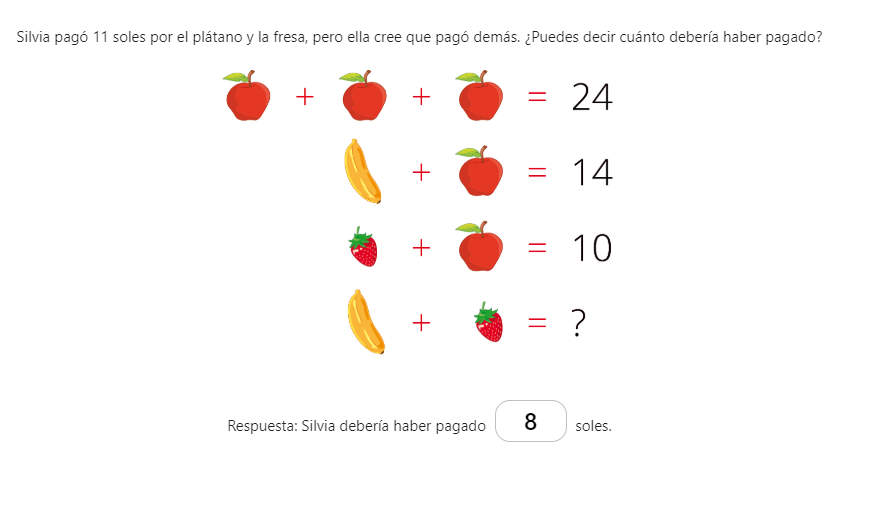 Silvia pagó 11 soles por el plátano y la fresa, pero ella cree que pagó demás. ¿Puedes decir cuánto debería haber pagado?
+ + = 24
+ = 14
+ = 10
+ = ?
Respuesta: Silvia debería haber pagado 8 soles.